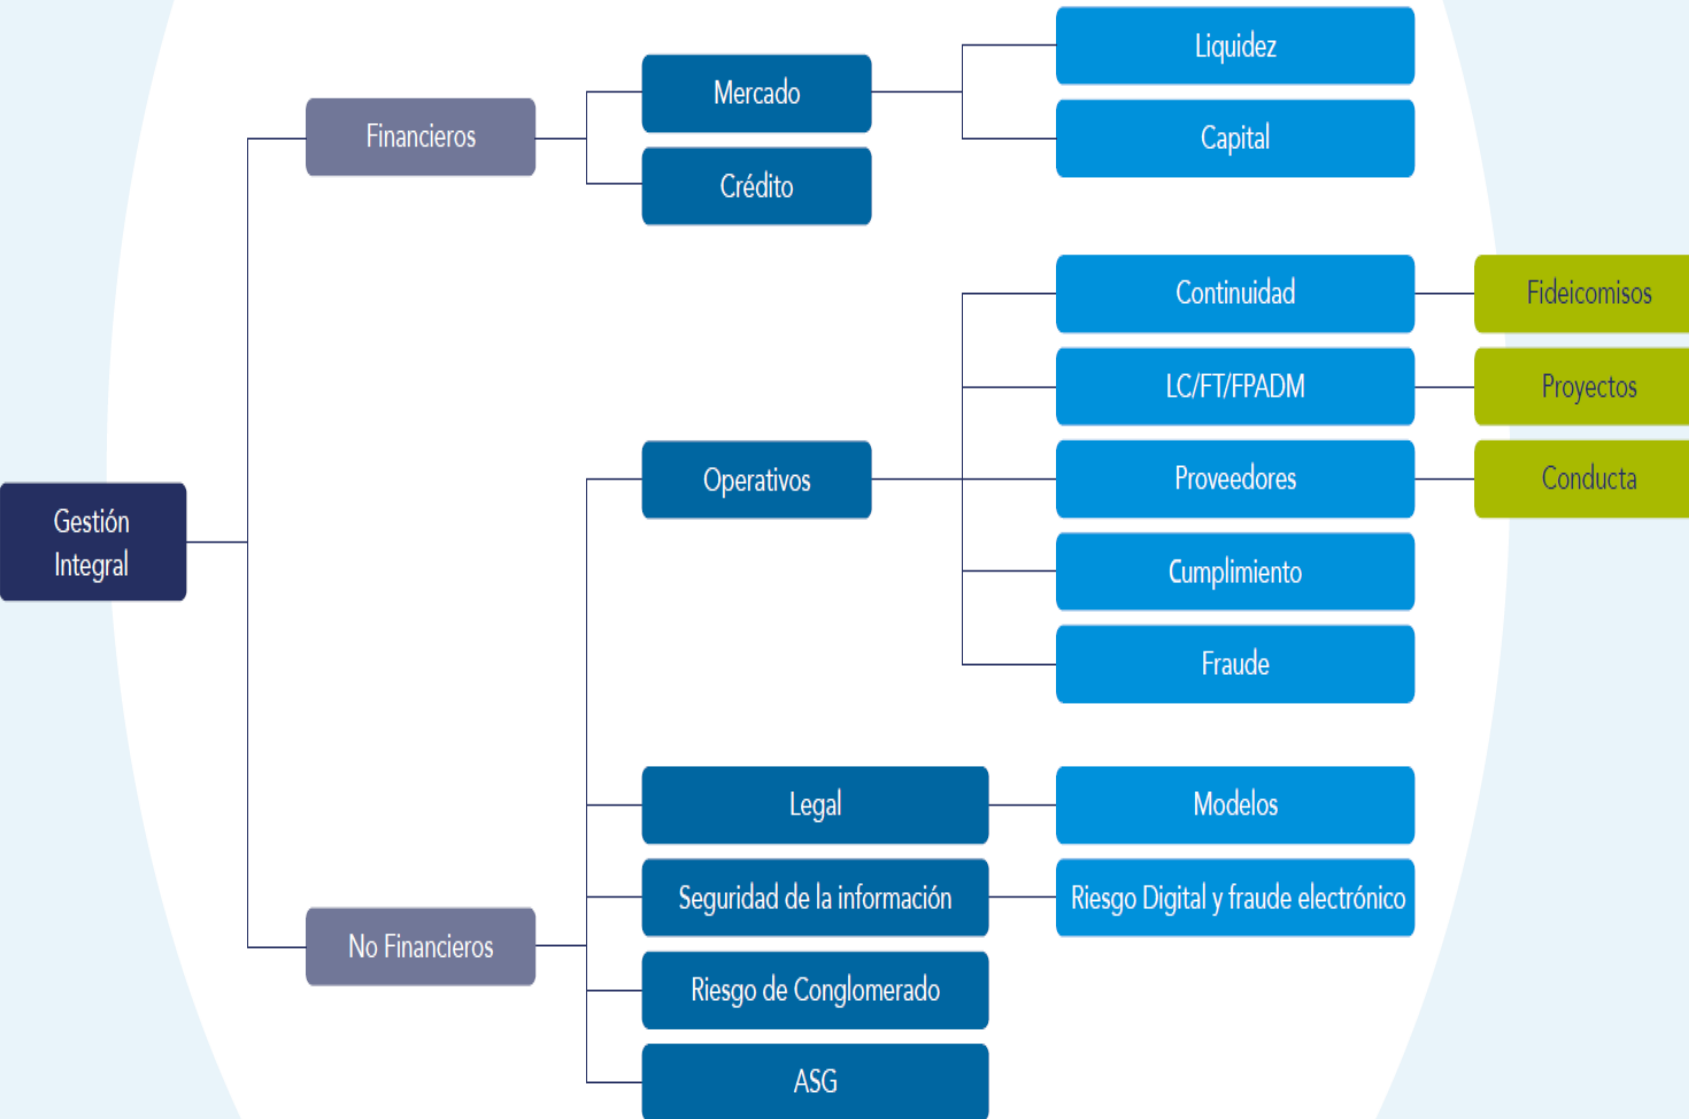 Gestión
Integral
Financieros
Mercado
Crédito
Liquidez
Capital
No Financieros
Operativos
Continuidad
Fideicomisos
LC/FT/FPADM
Proyectos
Proveedores
Conducta
Cumplimiento
Fraude
Legal
Modelos
Seguridad de la información
Riesgo Digital y fraude electrónico
Riesgo de Conglomerado
ASG